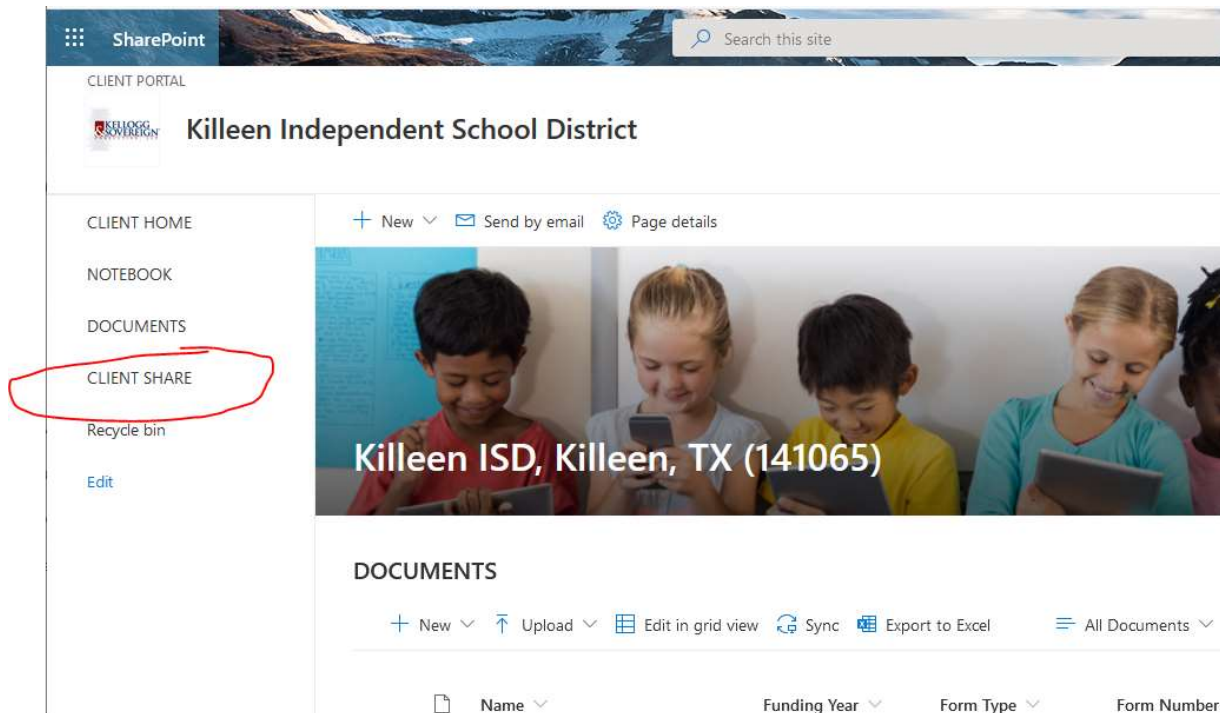 SharePoint
Search this site
CLIENT PORTAL
KELLOGG
& SOVEREIGN
Killeen Independent School District
CLIENT HOME
NOTEBOOK
DOCUMENTS
CLIENT SHARE
Recycle bin
Edit
New Send by email Page details
Killeen ISD, Killeen, TX (141065)
DOCUMENTS
New Upload Edit in grid view Sync Export to Excel All Documents
Name Funding Year Form Type Form Number